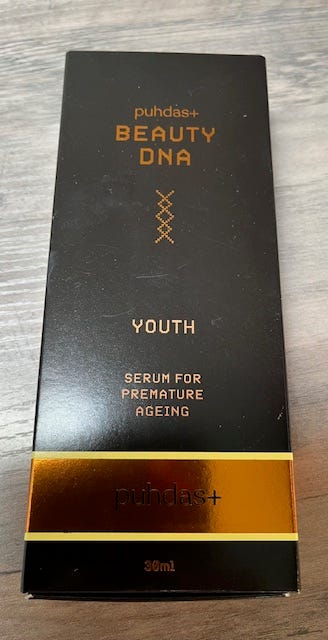 puhdas+
BEAUTY
DNA
YOUTH
SERUM FOR
PREMATURE
AGEING
puhdas+
30ml